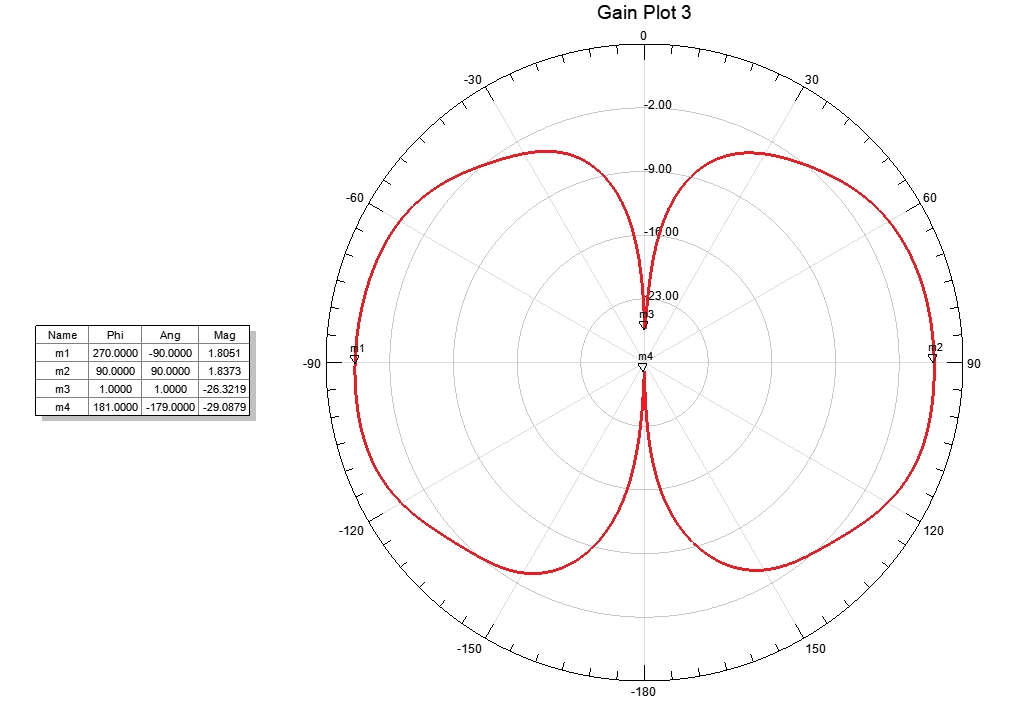 Gain Plot 3
0
-30 30
-2.00
-9.00
-60 60
-16.00
-23.00
m3
Name Phi Ang Mag
m1 270.0000 -90.0000 1.8051
m2 90.0000 90.0000 1.8373
m3 1.0000 1.0000 -26.3219
m4 181.0000 -179.0000 -29.0879
m1 m2
m4
-90 90
-120 120
-150 150
-180